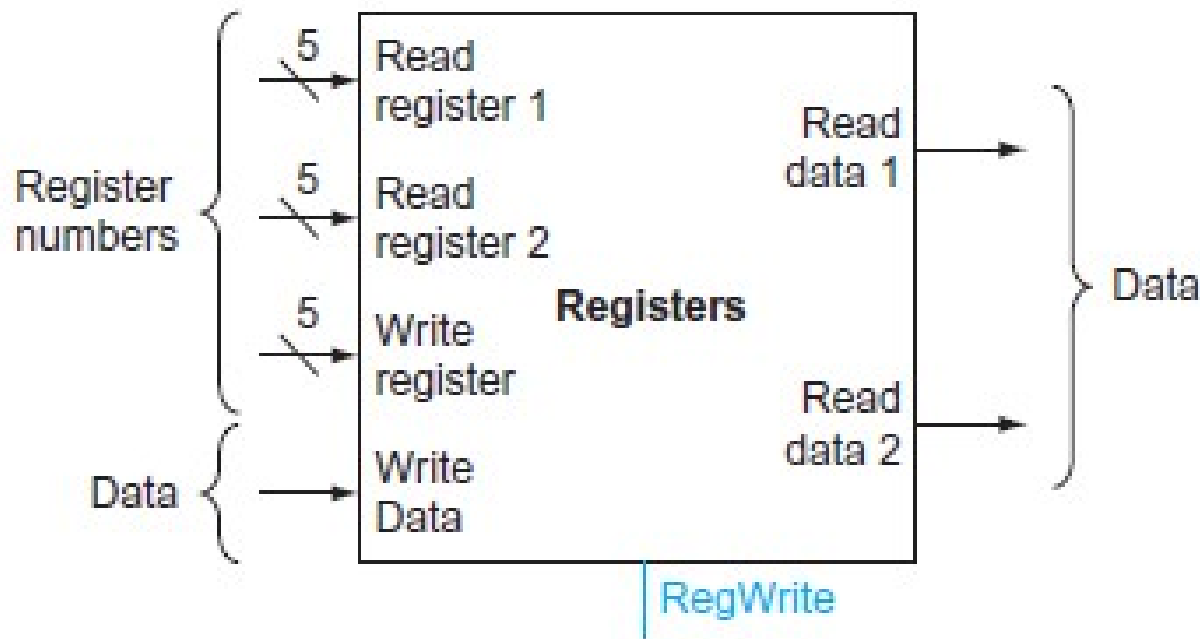 5
Read
register 1
5
Read
register 2
5
Write
register
Write
Data
Register
numbers
Data
Registers
Read
data 1
Read
data 2
Data
RegWrite